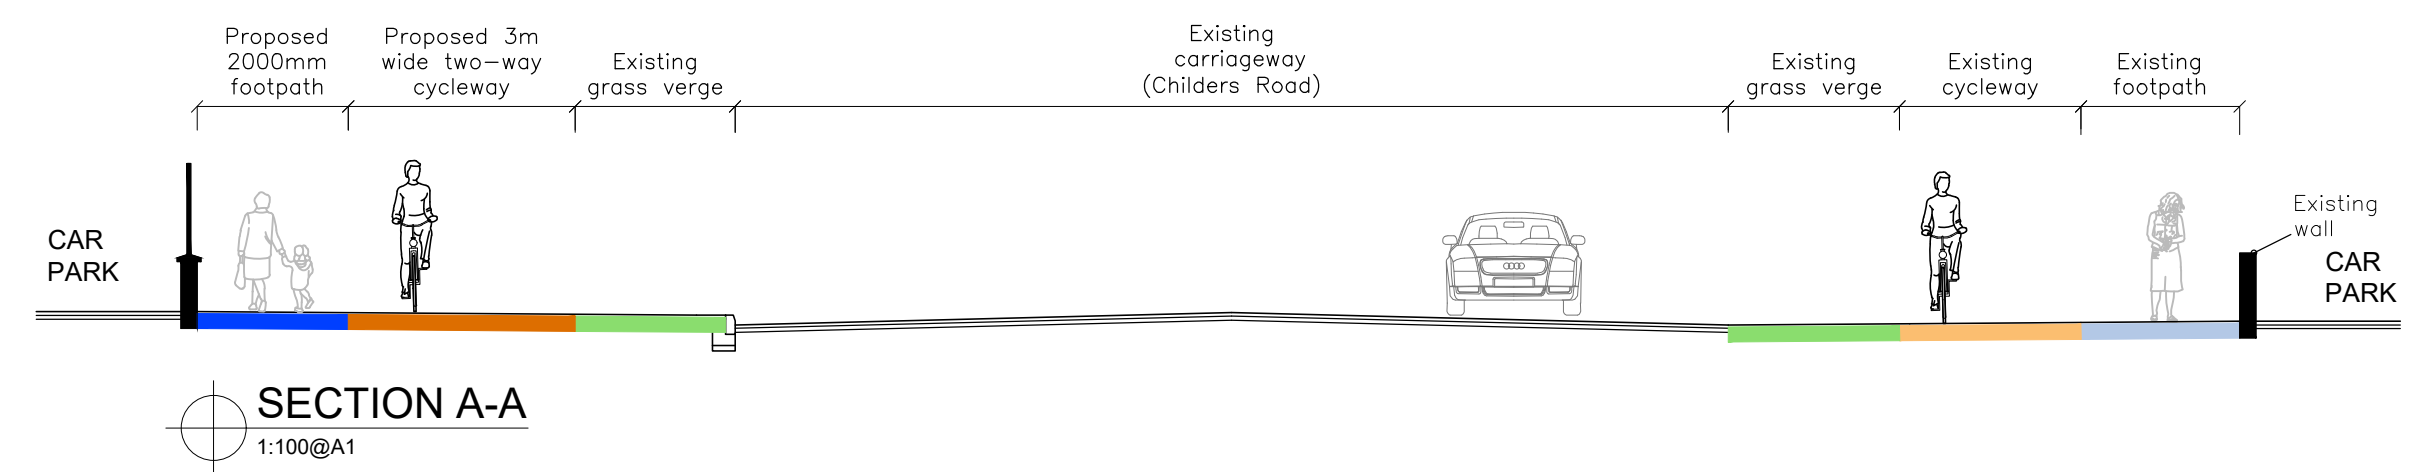 Proposed
2000mm
footpath
Proposed 3m
wide two-way
cycleway
Existing
grass verge
Existing
carriageway
(Childers Road)
Existing
grass verge
Existing
cycleway
Existing
footpath
CAR
PARK
Existing
wall
CAR
PARK
SECTION A-A
1:100@A1